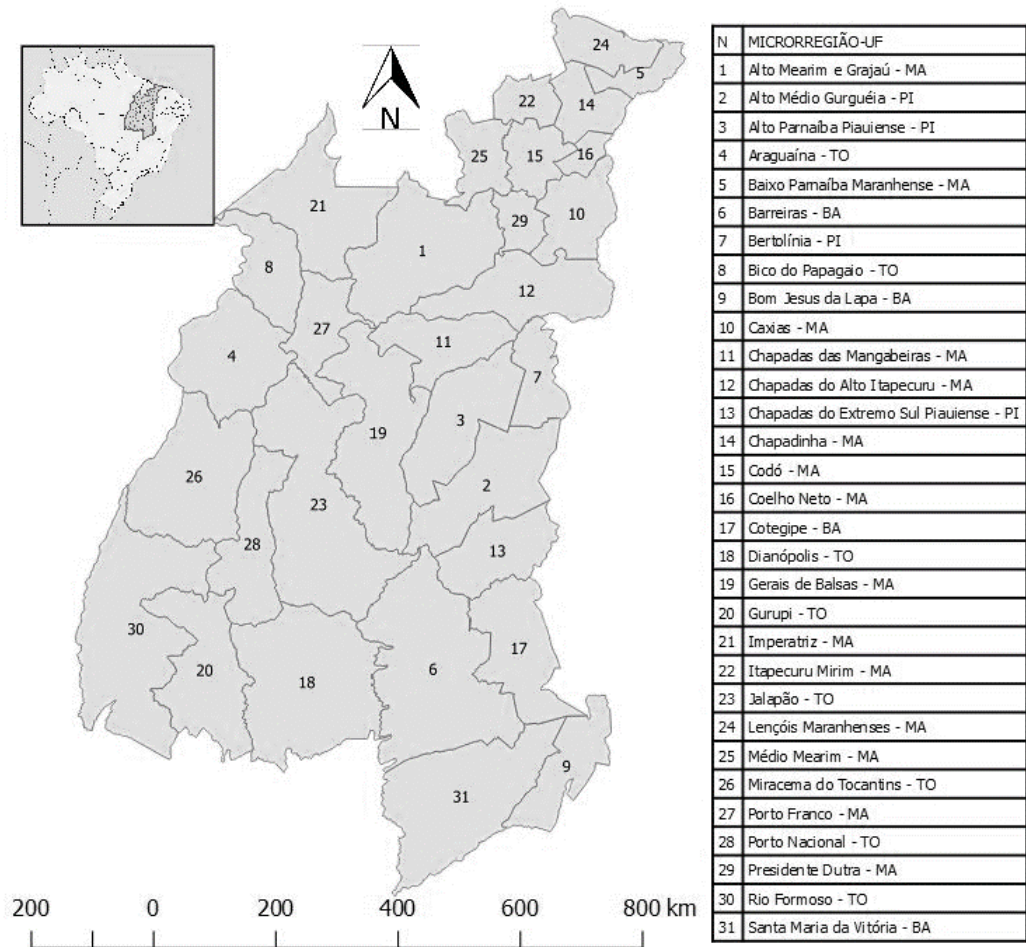 N
24
5
22
14
25
15
16
21
29
10
1
8
12
27
11
4
7
3
19
26
2
23
28
13
30
17
20
18
6
9
31
200 0 200 400 600 800 km
N MICRORREGIÃO-UF
1 Alto Mearim e Grajaú - MA
2 Alto Médio Gurguéia - PI
3 Alto Parnaíba Piauiense - PI
4 Araguaína - TO
5 Baixo Parnaíba Maranhense - MA
6 Barreiras - BA
7 Bertolínia - PI
8 Bico do Papagaio - TO
9 Bom Jesus da Lapa - BA
10 Caxias - MA
11 Chapadas das Mangabeiras - MA
12 Chapadas do Alto Itapecuru - MA
13 Chapadas do Extremo Sul Piauiense - PI
14 Chapadinha - MA
15 Codó - MA
16 Coelho Neto - MA
17 Cotegipe - BA
18 Dianópolis - TO
19 Gerais de Balsas - MA
20 Gurupi - TO
21 Imperatriz - MA
22 Itapecuru Mirim - MA
23 Jalapão - TO
24 Lençóis Maranhenses - MA
25 Médio Mearim - MA
26 Miracema do Tocantins - TO
27 Porto Franco - MA
28 Porto Nacional - TO
29 Presidente Dutra - MA
30 Rio Formoso - TO
31 Santa Maria da Vitória - BA